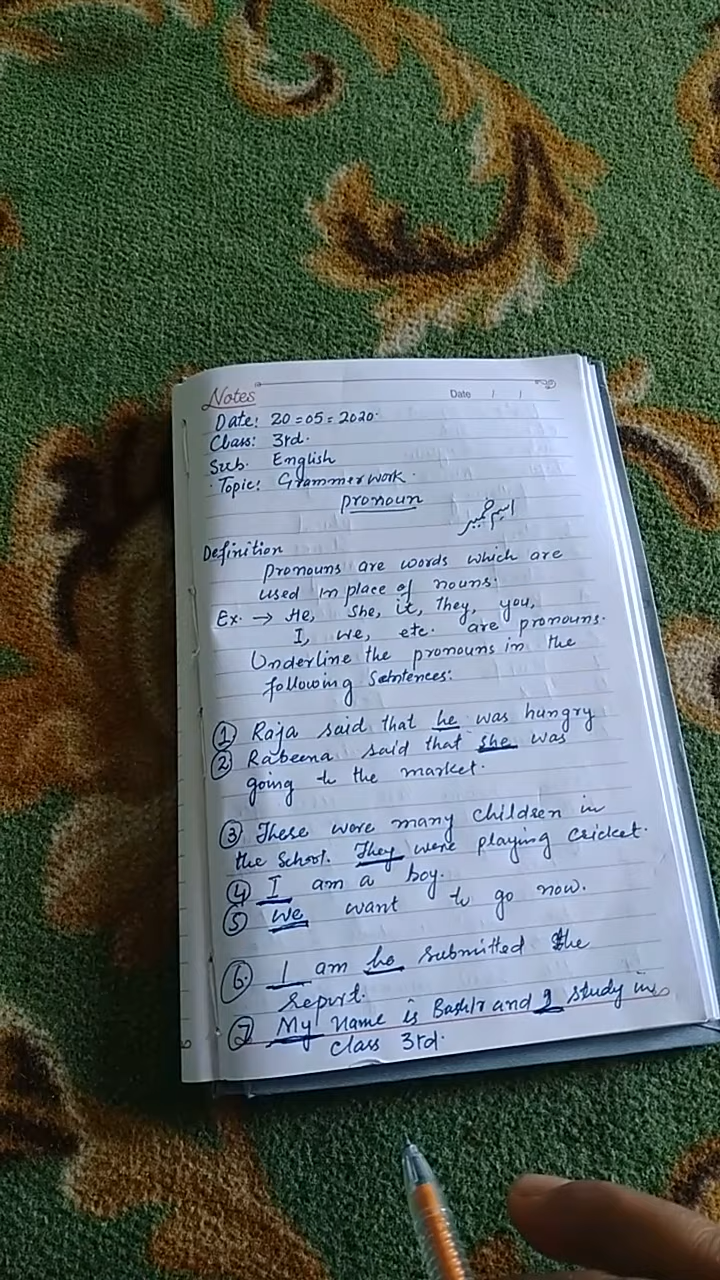 Notes
Date / /
Date: 20=05=2020.
Class: 3rd.
Sub. English
Topic: Grammerwork.
pronoun
اسم ضمیر
Definition
pronouns are words which are
used in place of nouns.
Ex. → He, she, it, They, you,
I, we, etc. are pronouns.
Underline the pronouns in the
following Sentences:
① Raja said that he was hungry
② Rabeena said that she was
going to the market.
③ There were many children in
the School. They were playing cricket.
④ I am a boy.
⑤ we want to go now.
⑥. I am he submitted the
report.
⑦ My Name is Bashir and I study in
class 3rd.